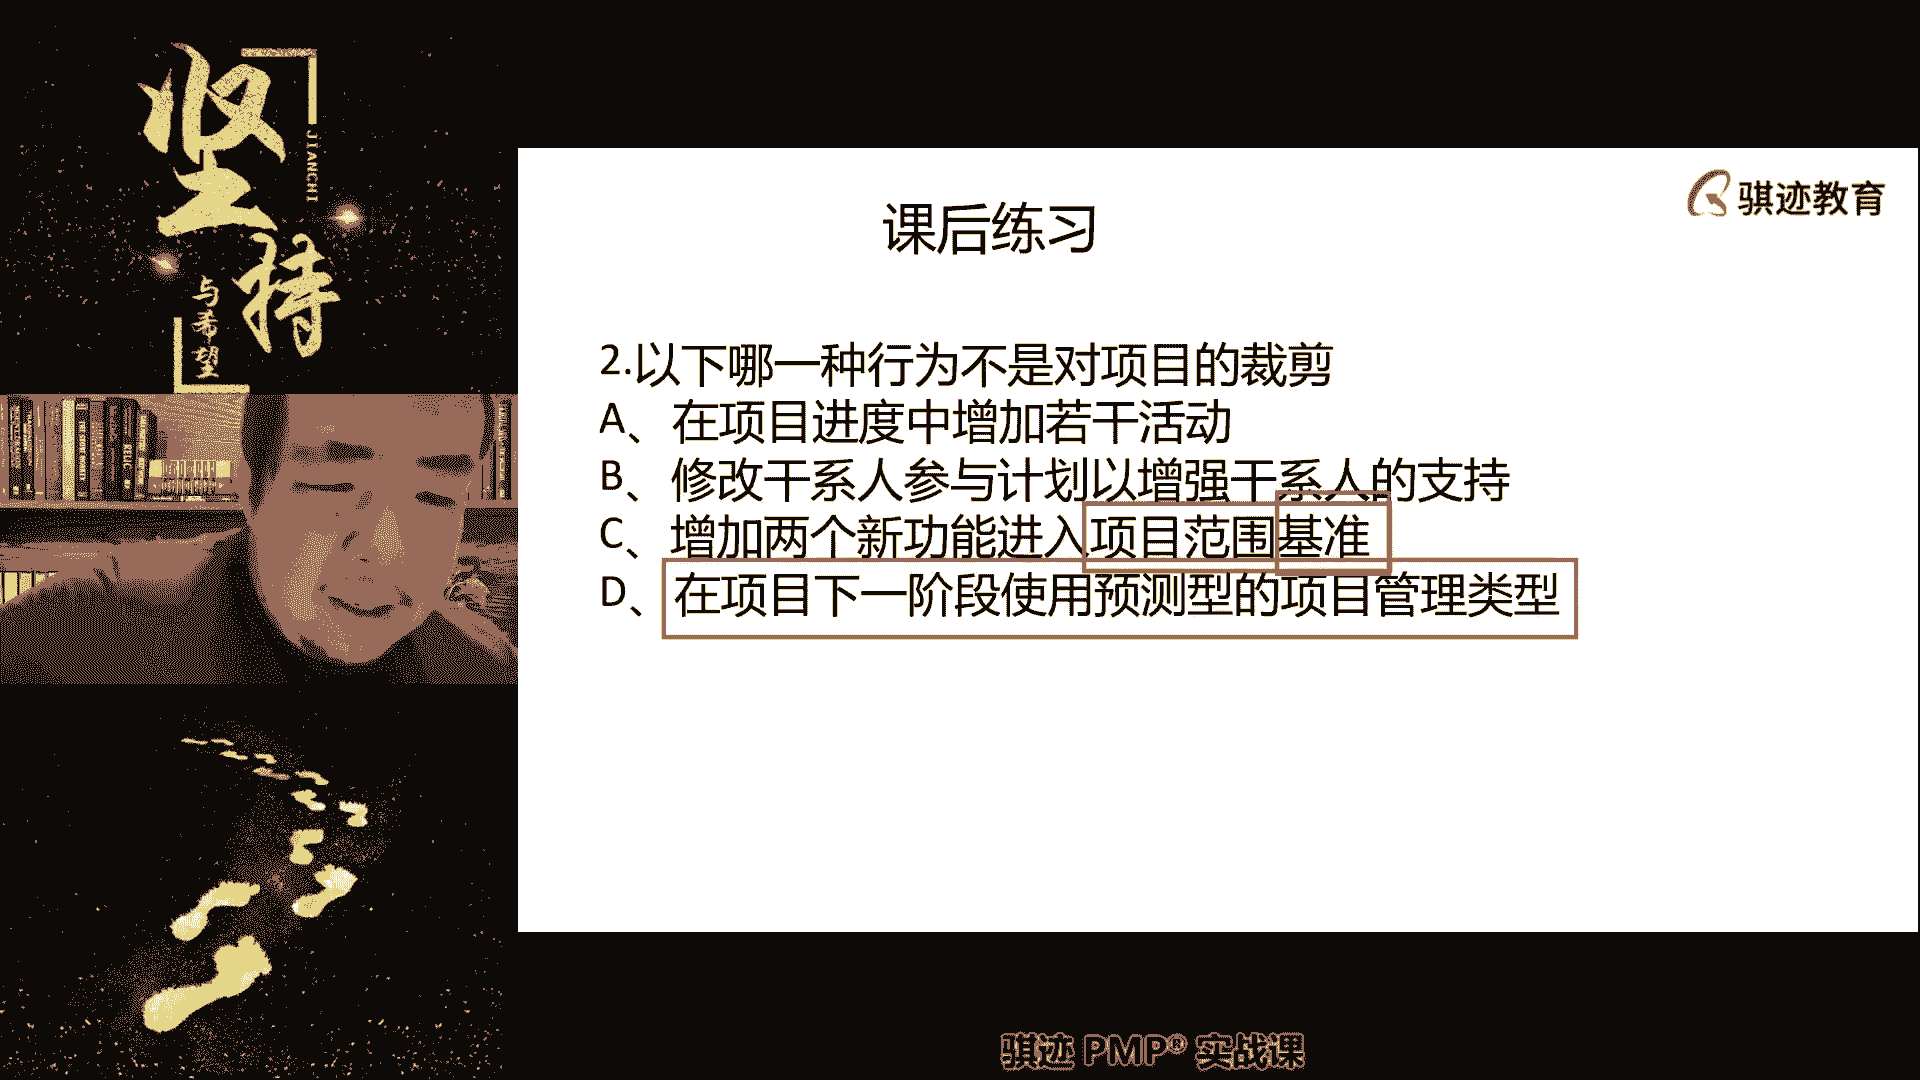 坚持
JIANCHI
与希望
骐迹教育
课后练习
2.以下哪一种行为不是对项目的裁剪
A、在项目进度中增加若干活动
B、修改干系人参与计划以增强干系人的支持
C、增加两个新功能进入项目范围基准
D、在项目下一阶段使用预测型的项目管理类型
骐迹 PMP® 实战课